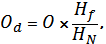 O_d = O × H_f / H_N,